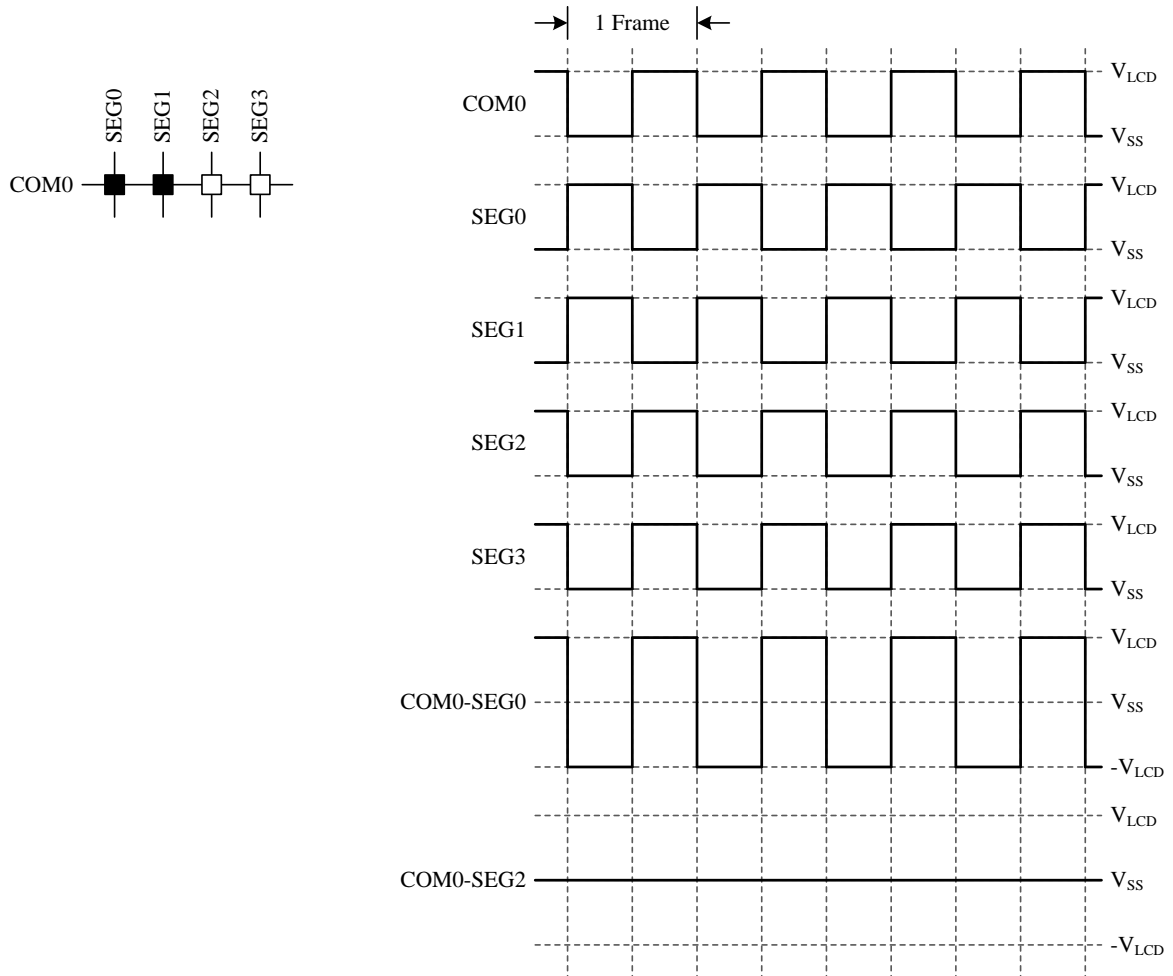 1 Frame
SEG0
SEG1
SEG2
SEG3
COM0
COM0
V_LCD
V_SS
SEG0
V_LCD
V_SS
SEG1
V_LCD
V_SS
SEG2
V_LCD
V_SS
SEG3
V_LCD
V_SS
COM0-SEG0
V_LCD
V_SS
-V_LCD
COM0-SEG2
V_LCD
V_SS
-V_LCD